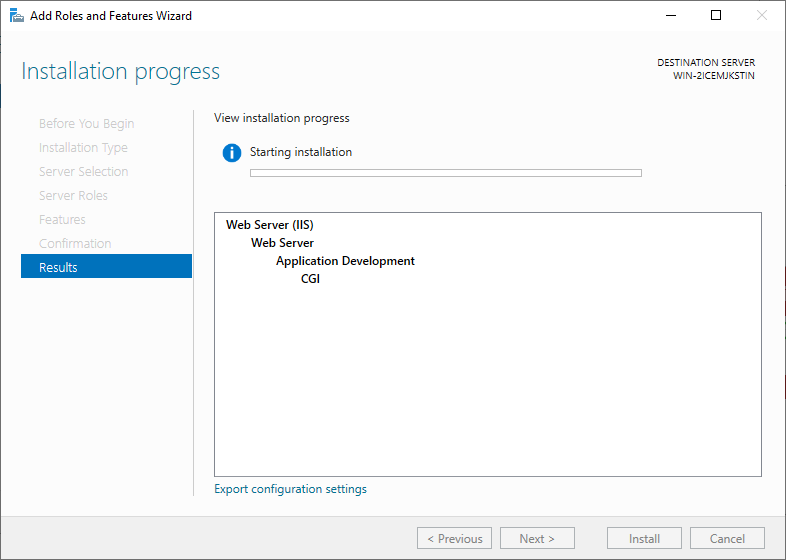 Add Roles and Features Wizard
Installation progress
DESTINATION SERVER
WIN-2ICEMJKSTIN
Before You Begin
Installation Type
Server Selection
Server Roles
Features
Confirmation
Results
View installation progress
Starting installation
Web Server (IIS)
Web Server
Application Development
CGI
Export configuration settings
< Previous
Next >
Install
Cancel